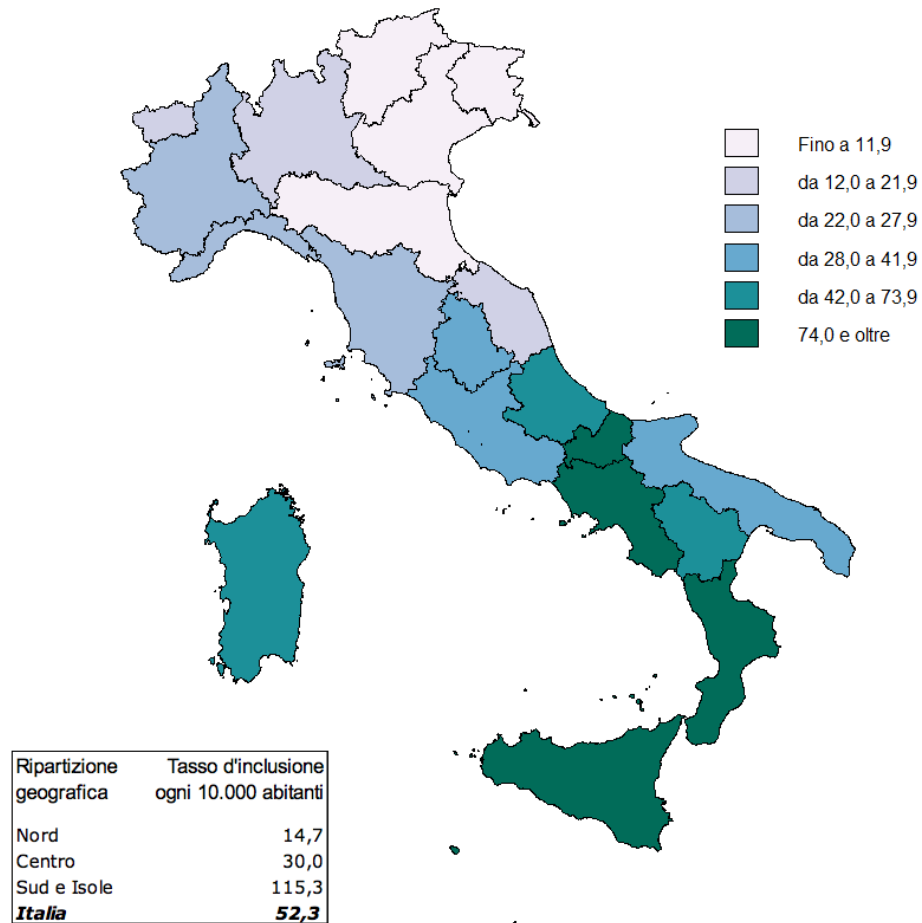 Fino a 11,9
da 12,0 a 21,9
da 22,0 a 27,9
da 28,0 a 41,9
da 42,0 a 73,9
74,0 e oltre
Ripartizione Tasso d'inclusione
geografica ogni 10.000 abitanti
Nord 14,7
Centro 30,0
Sud e Isole 115,3
Italia 52,3